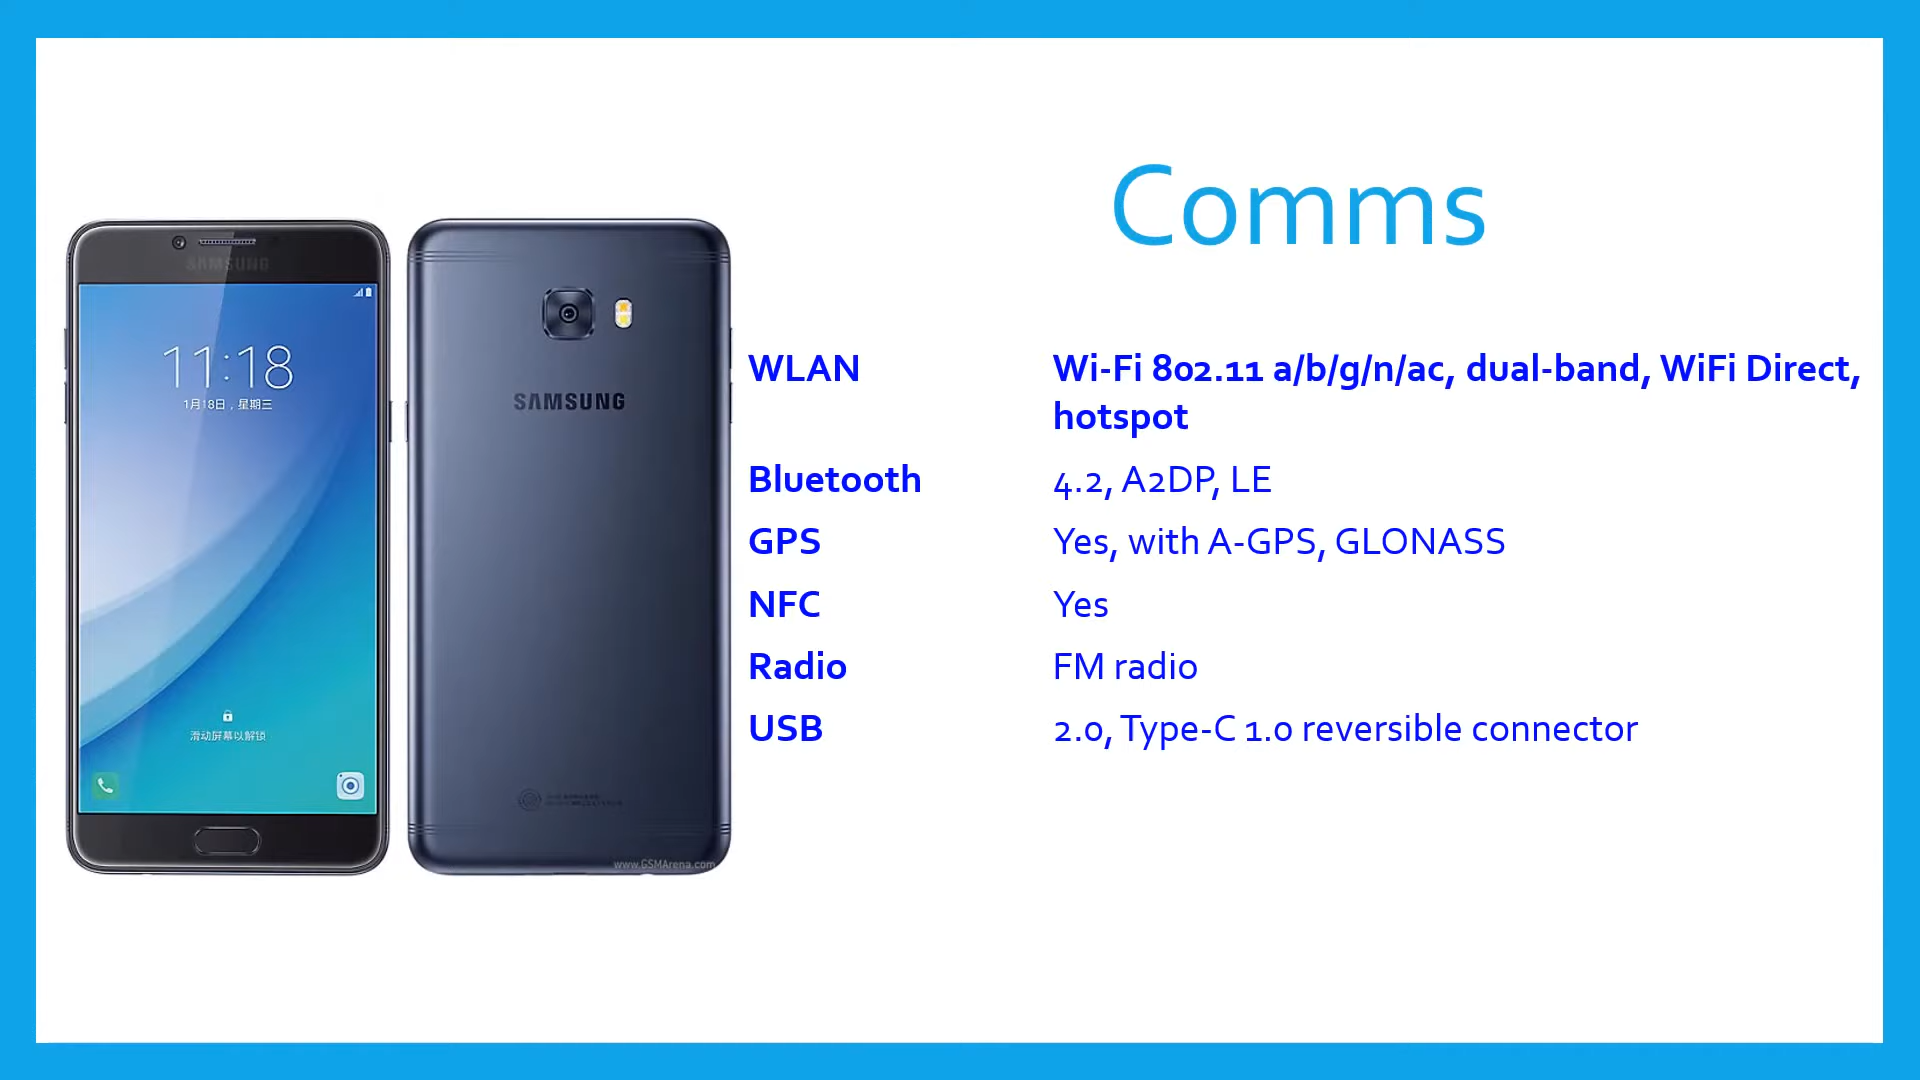 Comms
SAMSUNG
11:18
1月18日，星期三
滑动屏幕以解锁
SAMSUNG
www.GSMArena.com
WLAN Wi-Fi 802.11 a/b/g/n/ac, dual-band, WiFi Direct,
hotspot
Bluetooth 4.2, A2DP, LE
GPS Yes, with A-GPS, GLONASS
NFC Yes
Radio FM radio
USB 2.0, Type-C 1.0 reversible connector